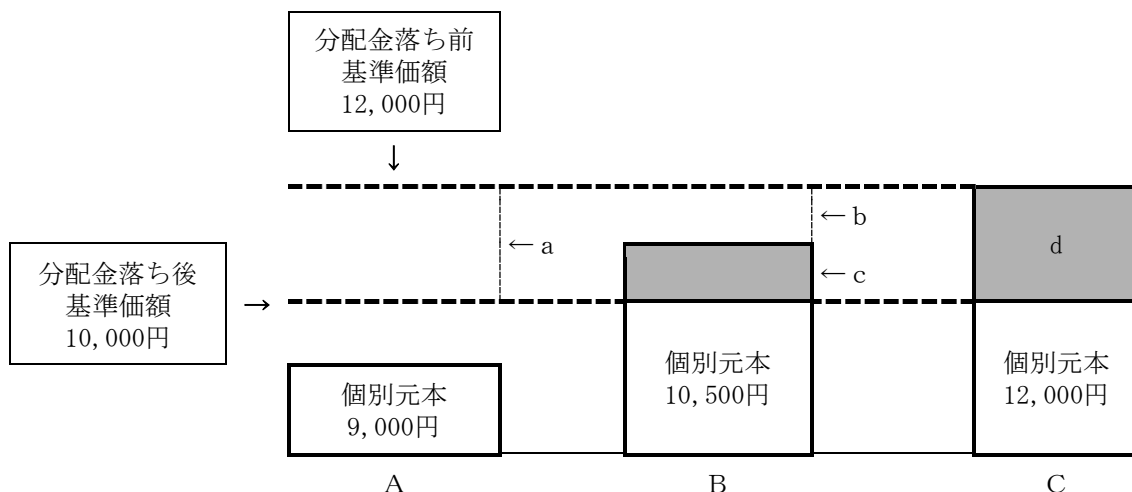 分配金落ち前
基準価額
12,000円
↓
← b
← a
d
分配金落ち後
基準価額
10,000円
→
← c
個別元本
10,500円
個別元本
12,000円
個別元本
9,000円
A
B
C